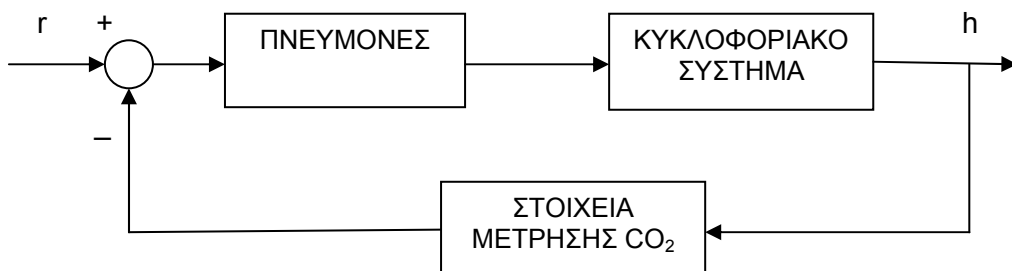 r
+
ΠΝΕΥΜΟΝΕΣ
ΚΥΚΛΟΦΟΡΙΑΚΟ
ΣΥΣΤΗΜΑ
h
–
ΣΤΟΙΧΕΙΑ
ΜΕΤΡΗΣΗΣ CO₂